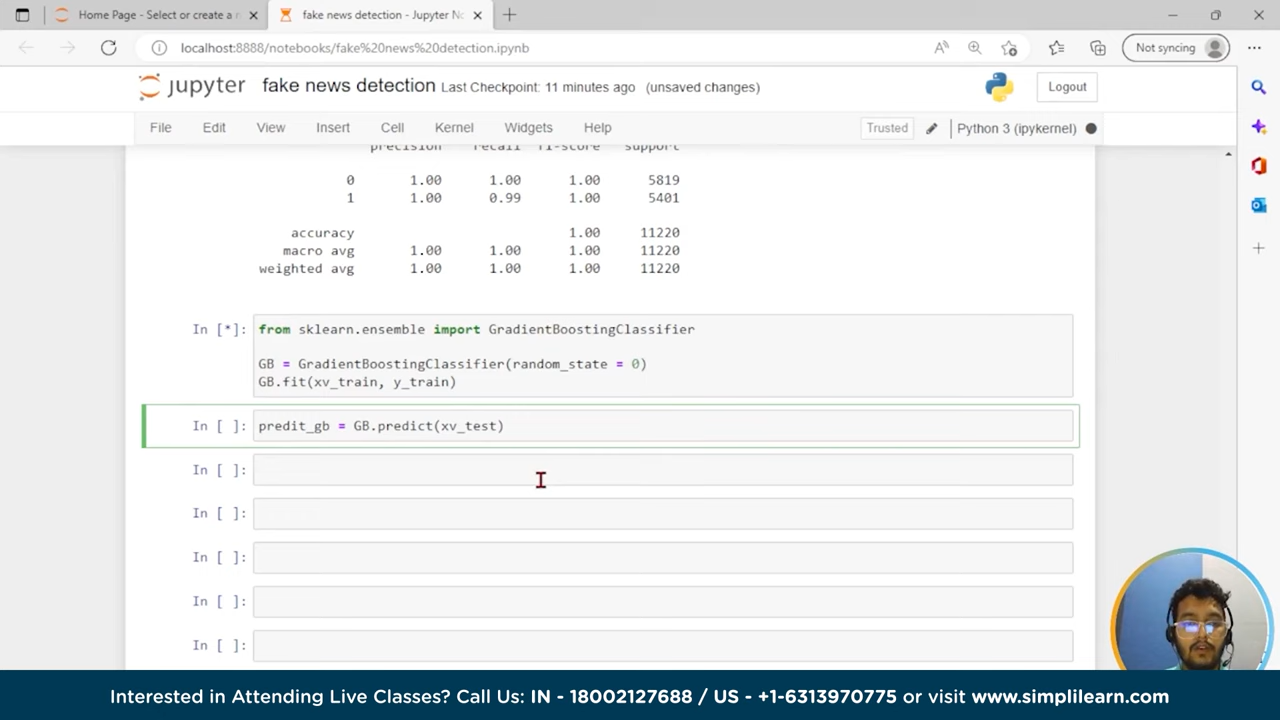 Home Page - Select or create a n
fake news detection - Jupyter No
localhost:8888/notebooks/fake%20news%20detection.ipynb
Not syncing
jupyter fake news detection Last Checkpoint: 11 minutes ago (unsaved changes)
Logout
File Edit View Insert Cell Kernel Widgets Help
Trusted Python 3 (ipykernel)
precision recall f1-score support
0 1.00 1.00 1.00 5819
1 1.00 0.99 1.00 5401
accuracy 1.00 11220
macro avg 1.00 1.00 1.00 11220
weighted avg 1.00 1.00 1.00 11220
In [*]: from sklearn.ensemble import GradientBoostingClassifier
GB = GradientBoostingClassifier(random_state = 0)
GB.fit(xv_train, y_train)
In [ ]: predit_gb = GB.predict(xv_test)
In [ ]:
In [ ]:
In [ ]:
In [ ]:
In [ ]:
Interested in Attending Live Classes? Call Us: IN - 18002127688 / US - +1-6313970775 or visit www.simplilearn.com